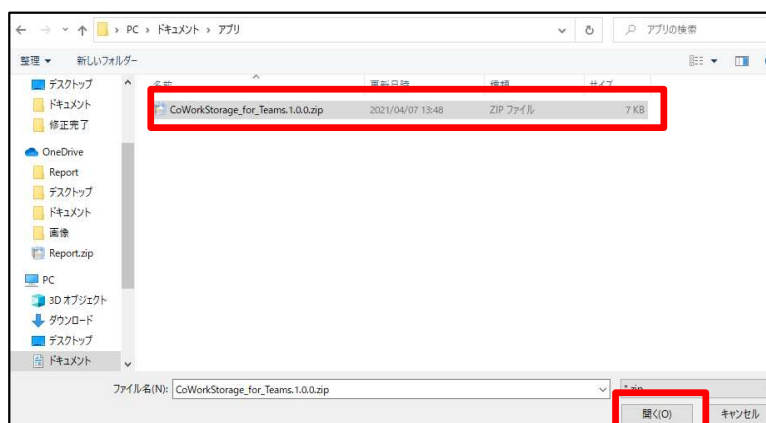 PC › ドキュメント › アプリ アプリの検索
整理 新しいフォルダー
名前 更新日時 種類 サイズ
デスクトップ
ドキュメント
修正完了
OneDrive
Report
デスクトップ
ドキュメント
画像
Report.zip
PC
3D オブジェクト
ダウンロード
デスクトップ
ドキュメント
CoWorkStorage_for_Teams.1.0.0.zip 2021/04/07 13:48 ZIP ファイル 7 KB
ファイル名(N): CoWorkStorage_for_Teams.1.0.0.zip *.zip
開く(O) キャンセル